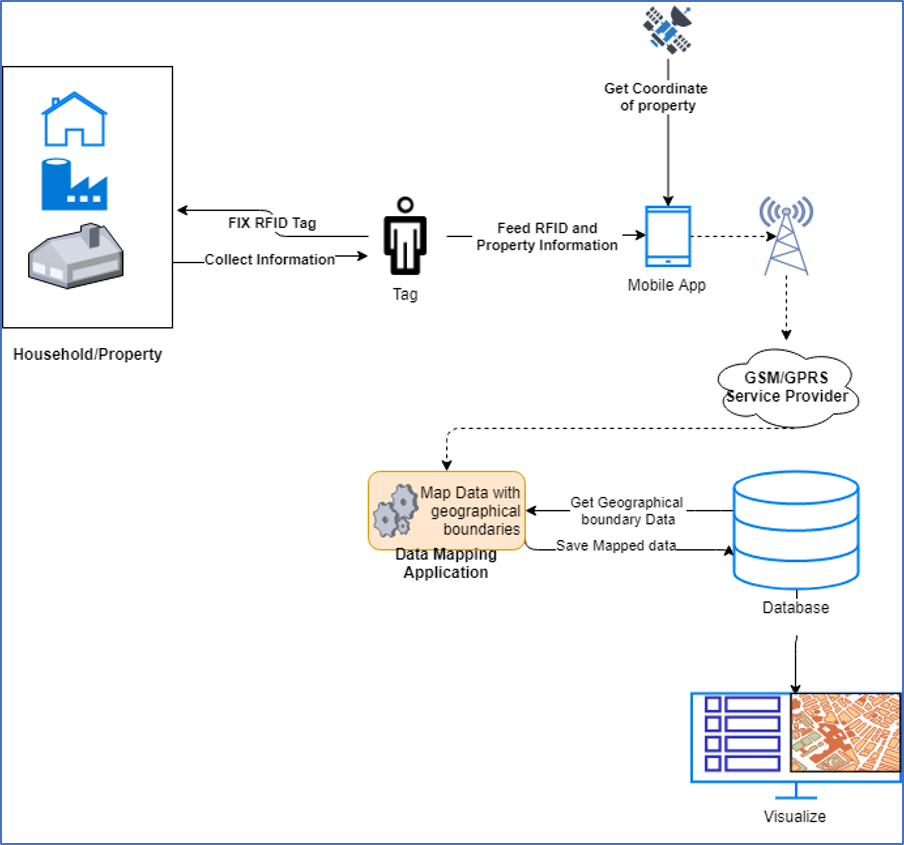 Get Coordinate
of property
FIX RFID Tag
Collect Information
Feed RFID and
Property Information
Tag
Mobile App
Household/Property
GSM/GPRS
Service Provider
Map Data with
geographical
boundaries
Data Mapping
Application
Get Geographical
boundary Data
Save Mapped data
Database
Visualize